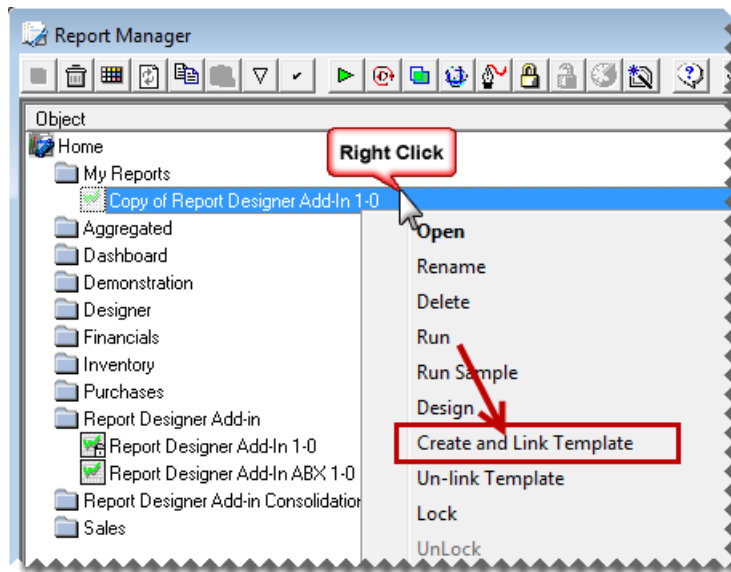 Report Manager
Object
Home
Right Click
My Reports
Copy of Report Designer Add-In 1-0
Aggregated
Dashboard
Demonstration
Designer
Financials
Inventory
Purchases
Report Designer Add-in
Report Designer Add-In 1-0
Report Designer Add-In ABX 1-0
Report Designer Add-in Consolidation
Sales
Open
Rename
Delete
Run
Run Sample
Design
Create and Link Template
Un-link Template
Lock
UnLock